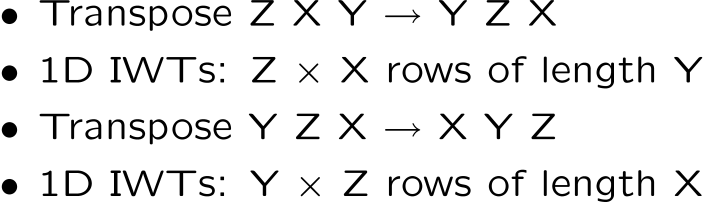 • Transpose Z X Y → Y Z X
• 1D IWTs: Z × X rows of length Y
• Transpose Y Z X → X Y Z
• 1D IWTs: Y × Z rows of length X